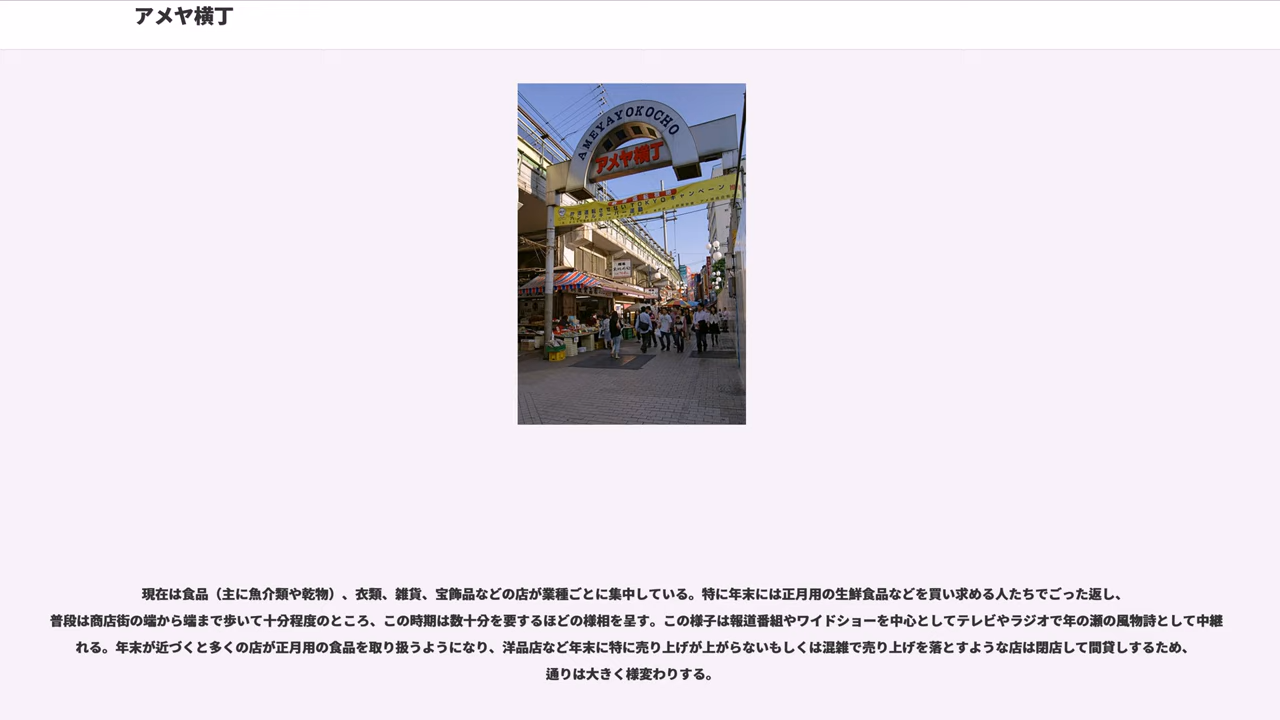 アメヤ横丁
AMEYAYOKOCHO
アメヤ横丁
現在は食品（主に魚介類や乾物）、衣類、雑貨、宝飾品などの店が業種ごとに集中している。特に年末には正月用の生鮮食品などを買い求める人たちでごった返し、
普段は商店街の端から端まで歩いて十分程度のところ、この時期は数十分を要するほどの様相を呈す。この様子は報道番組やワイドショーを中心としてテレビやラジオで年の瀬の風物詩として中継
れる。年末が近づくと多くの店が正月用の食品を取り扱うようになり、洋品店など年末に特に売り上げが上がらないもしくは混雑で売り上げを落とすような店は閉店して間貸しするため、
通りは大きく様変わりする。